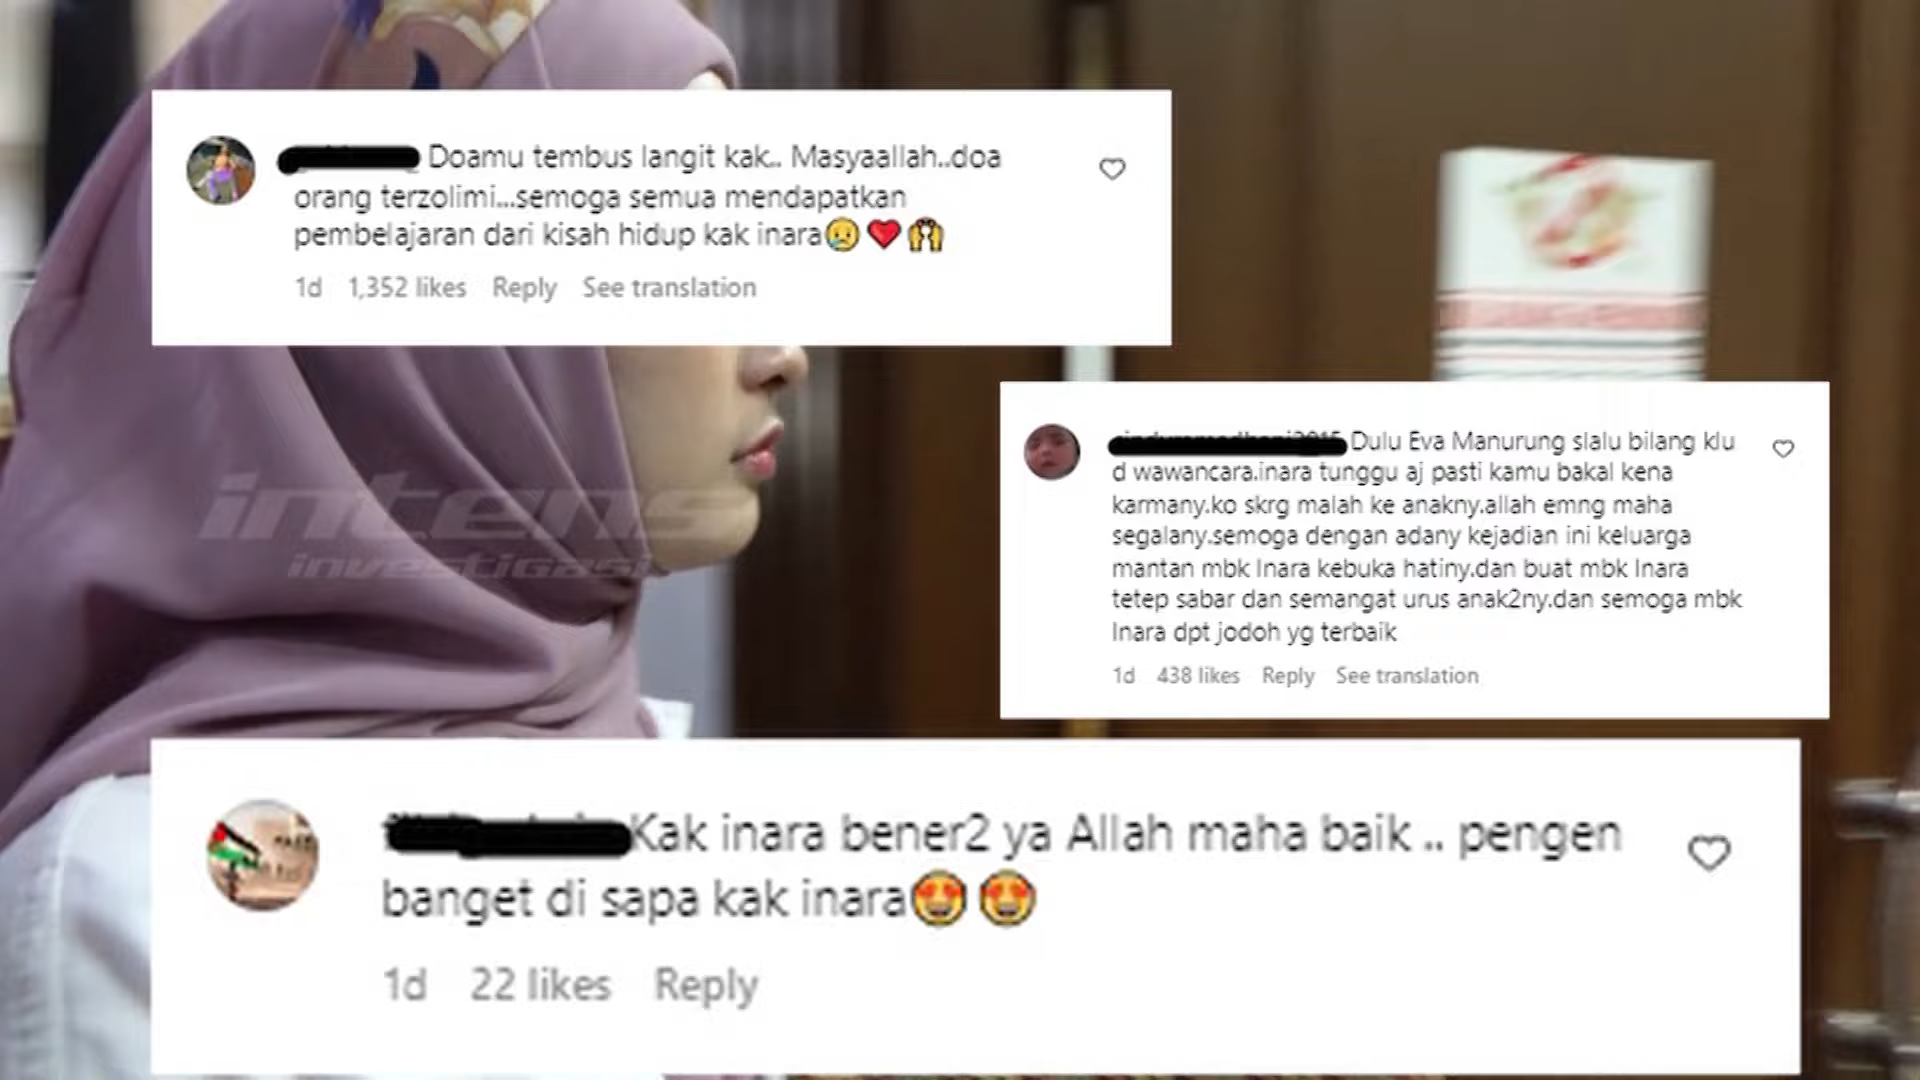 Doamu tembus langit kak.. Masyaallah..doa
orang terzolimi...semoga semua mendapatkan
pembelajaran dari kisah hidup kak inara😢❤️🙌
1d 1,352 likes Reply See translation
Dulu Eva Manurung slalu bilang klu
d wawancara.inara tunggu aj pasti kamu bakal kena
karmany.ko skrg malah ke anakny.allah emng maha
segalany.semoga dengan adany kejadian ini keluarga
mantan mbk Inara kebuka hatiny.dan buat mbk Inara
tetep sabar dan semangat urus anak2ny.dan semoga mbk
Inara dpt jodoh yg terbaik
1d 438 likes Reply See translation
intens
investigasi
Kak inara bener2 ya Allah maha baik .. pengen
banget di sapa kak inara😍😍
1d 22 likes Reply